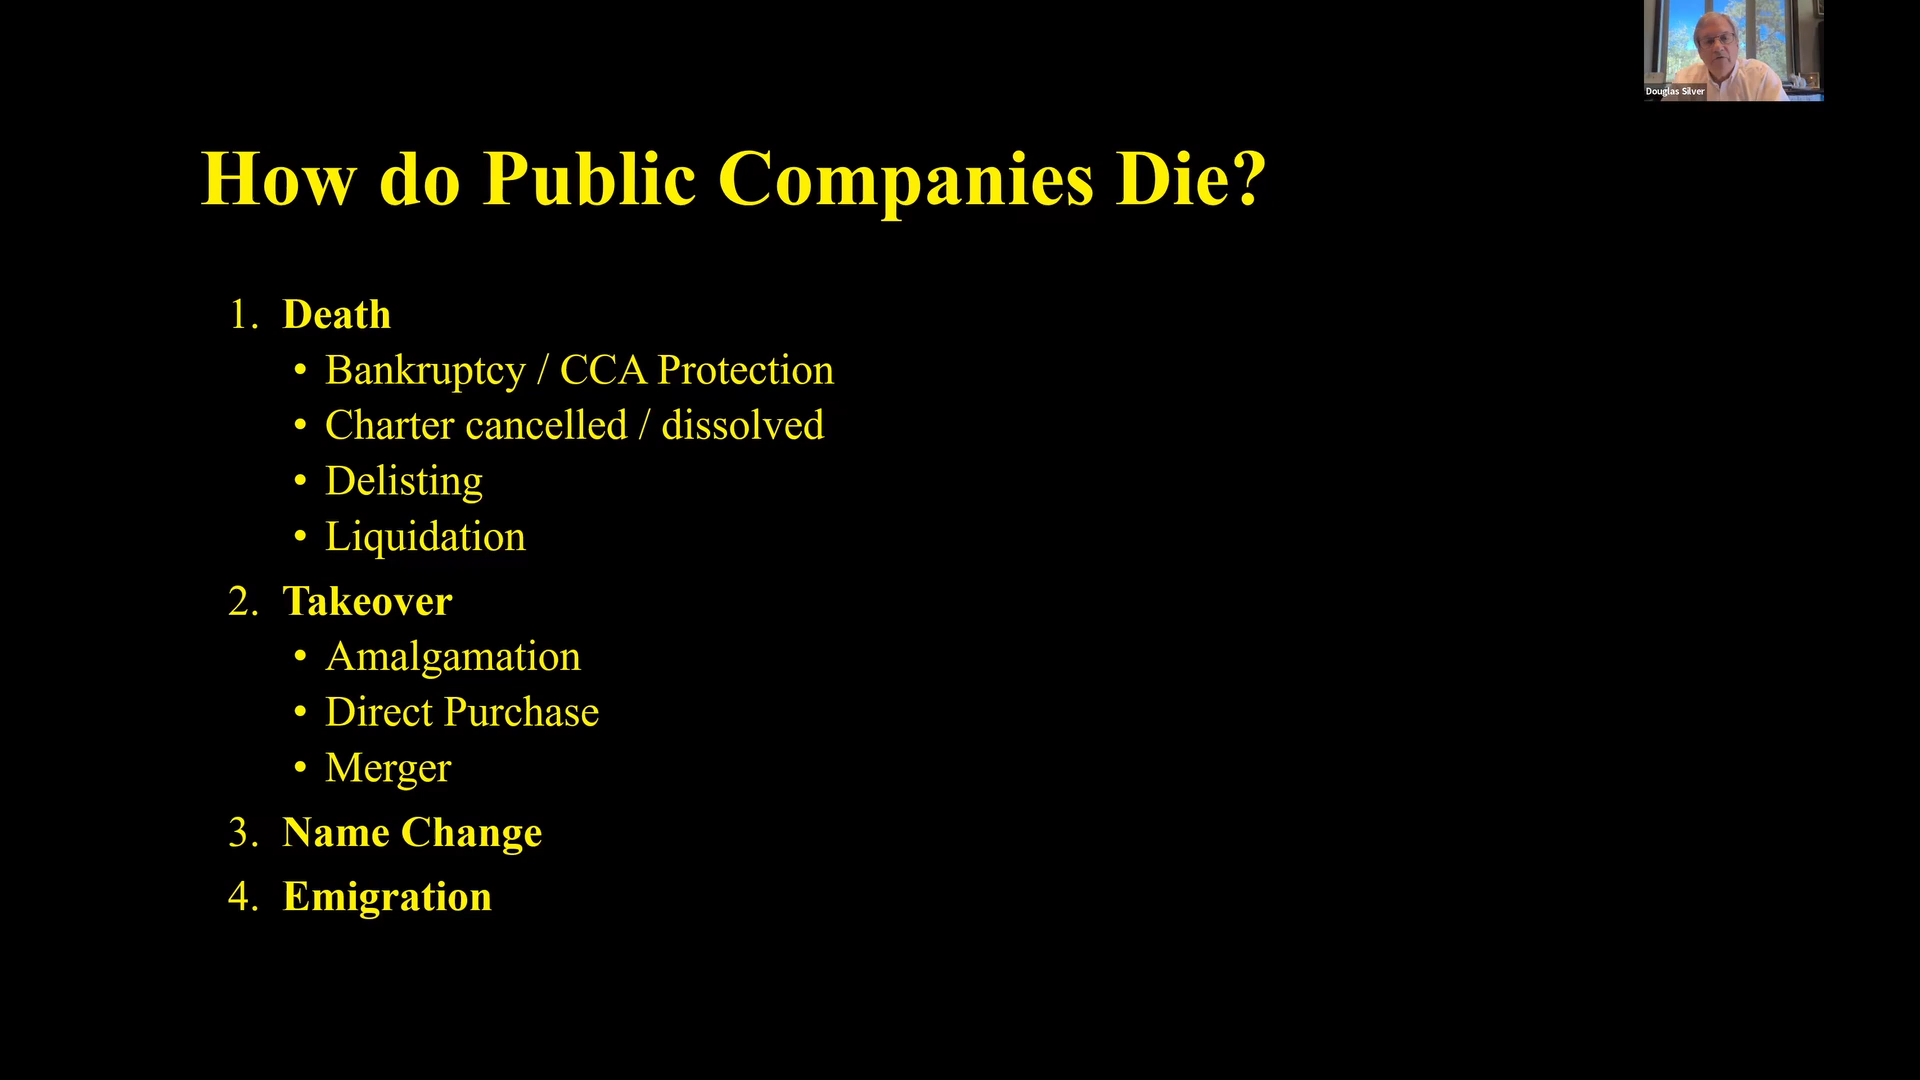 Douglas Silver
How do Public Companies Die?
1. Death
• Bankruptcy / CCA Protection
• Charter cancelled / dissolved
• Delisting
• Liquidation
2. Takeover
• Amalgamation
• Direct Purchase
• Merger
3. Name Change
4. Emigration